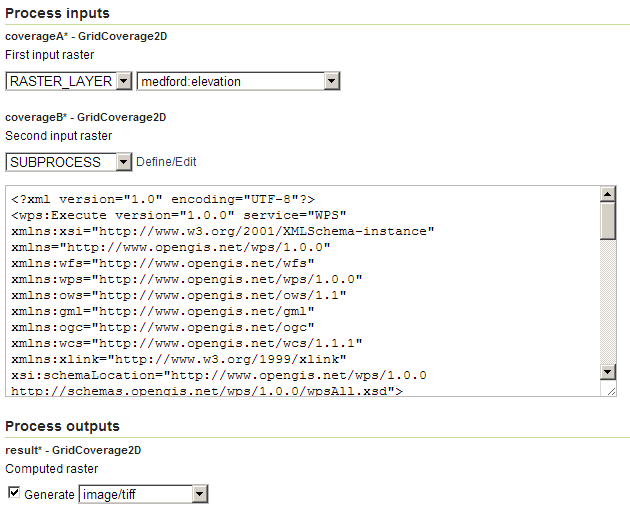 Process inputs
coverageA* - GridCoverage2D
First input raster
RASTER_LAYER medford:elevation
coverageB* - GridCoverage2D
Second input raster
SUBPROCESS Define/Edit
<?xml version="1.0" encoding="UTF-8"?>
<wps:Execute version="1.0.0" service="WPS"
xmlns:xsi="http://www.w3.org/2001/XMLSchema-instance"
xmlns="http://www.opengis.net/wps/1.0.0"
xmlns:wfs="http://www.opengis.net/wfs"
xmlns:wps="http://www.opengis.net/wps/1.0.0"
xmlns:ows="http://www.opengis.net/ows/1.1"
xmlns:gml="http://www.opengis.net/gml"
xmlns:ogc="http://www.opengis.net/ogc"
xmlns:wcs="http://www.opengis.net/wcs/1.1.1"
xmlns:xlink="http://www.w3.org/1999/xlink"
xsi:schemaLocation="http://www.opengis.net/wps/1.0.0
http://schemas.opengis.net/wps/1.0.0/wpsAll.xsd">
Process outputs
result* - GridCoverage2D
Computed raster
Generate image/tiff